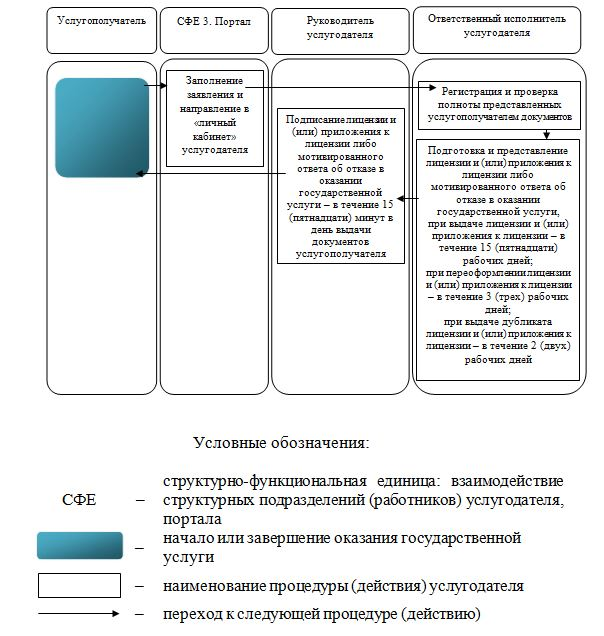 Услугополучатель
СФЕ 3. Портал
Руководитель
услугодателя
Ответственный исполнитель
услугодателя
Заполнение
заявления и
направление в
«личный
кабинет»
услугодателя
Подписание лицензии и
(или) приложения к
лицензии либо
мотивированного
ответа об отказе в
оказании
государственной
услуги – в течение 15
(пятнадцати) минут в
день выдачи
документов
услугополучателя
Регистрация и проверка
полноты представленных
услугополучателем документов
Подготовка и представление
лицензии и (или) приложения к
лицензии либо
мотивированного ответа об
отказе в оказании
государственной услуги,
при выдаче лицензии и (или)
приложения к лицензии – в
течение 15 (пятнадцати)
рабочих дней;
при переоформлении лицензии
и (или) приложения к лицензии
– в течение 3 (трех) рабочих
дней;
при выдаче дубликата
лицензии и (или) приложения к
лицензии – в течение 2 (двух)
рабочих дней
Условные обозначения:
СФЕ – структурно-функциональная единица: взаимодействие
структурных подразделений (работников) услугодателя,
портала
– начало или завершение оказания государственной
услуги
– наименование процедуры (действия) услугодателя
– переход к следующей процедуре (действию)